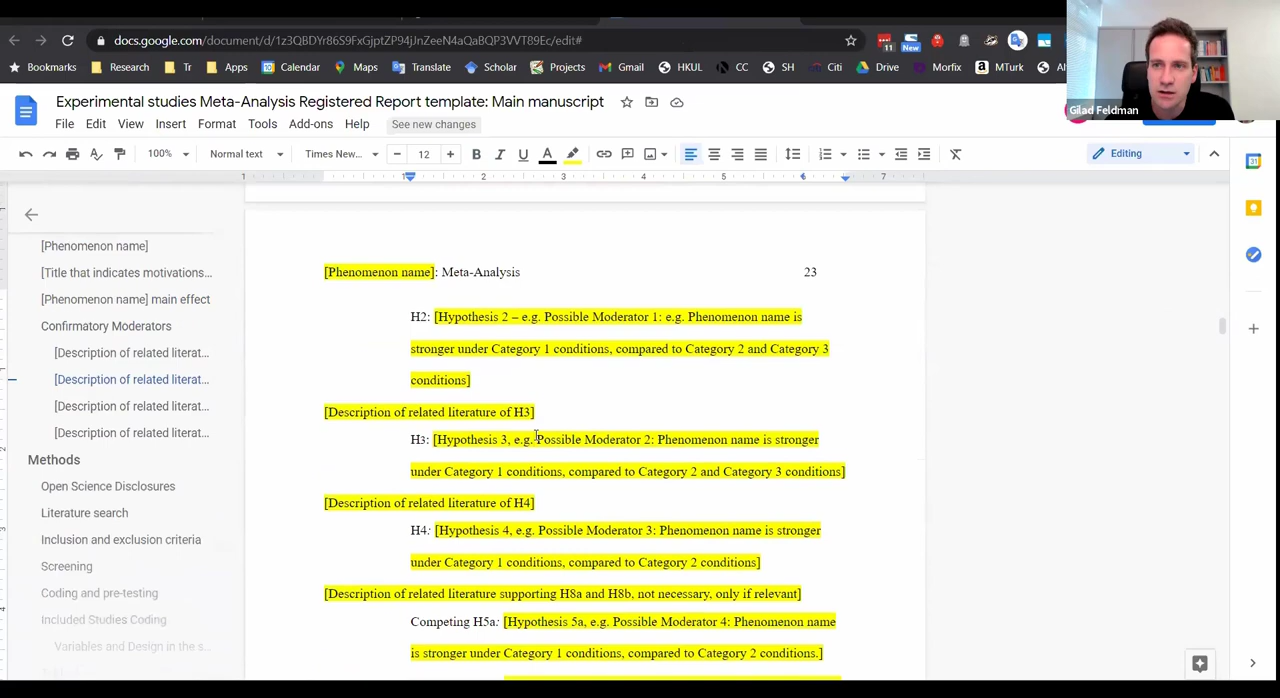 docs.google.com/document/d/1z3QBDYr86S9FxGjptZP94jJnZeeN4aQaBQP3VVT89Ec/edit#
11
New
Bookmarks Research Tr Apps Calendar Maps Translate Scholar Projects Gmail HKUL CC SH Citi Drive Morfix MTurk
Gilad Feldman
Experimental studies Meta-Analysis Registered Report template: Main manuscript
File Edit View Insert Format Tools Add-ons Help See new changes
100% Normal text Times New... 12 Editing
1 1 2 3 4 5 6 7
[Phenomenon name]
[Title that indicates motivations...
[Phenomenon name] main effect
Confirmatory Moderators
[Description of related literat...
[Description of related literat...
[Description of related literat...
[Description of related literat...
Methods
Open Science Disclosures
Literature search
Inclusion and exclusion criteria
Screening
Coding and pre-testing
Included Studies Coding
Variables and Design in the s...
[Phenomenon name]: Meta-Analysis 23
H2: [Hypothesis 2 – e.g. Possible Moderator 1: e.g. Phenomenon name is
stronger under Category 1 conditions, compared to Category 2 and Category 3
conditions]
[Description of related literature of H3]
H3: [Hypothesis 3, e.g. Possible Moderator 2: Phenomenon name is stronger
under Category 1 conditions, compared to Category 2 and Category 3 conditions]
[Description of related literature of H4]
H4: [Hypothesis 4, e.g. Possible Moderator 3: Phenomenon name is stronger
under Category 1 conditions, compared to Category 2 conditions]
[Description of related literature supporting H8a and H8b, not necessary, only if relevant]
Competing H5a: [Hypothesis 5a, e.g. Possible Moderator 4: Phenomenon name
is stronger under Category 1 conditions, compared to Category 2 conditions.]